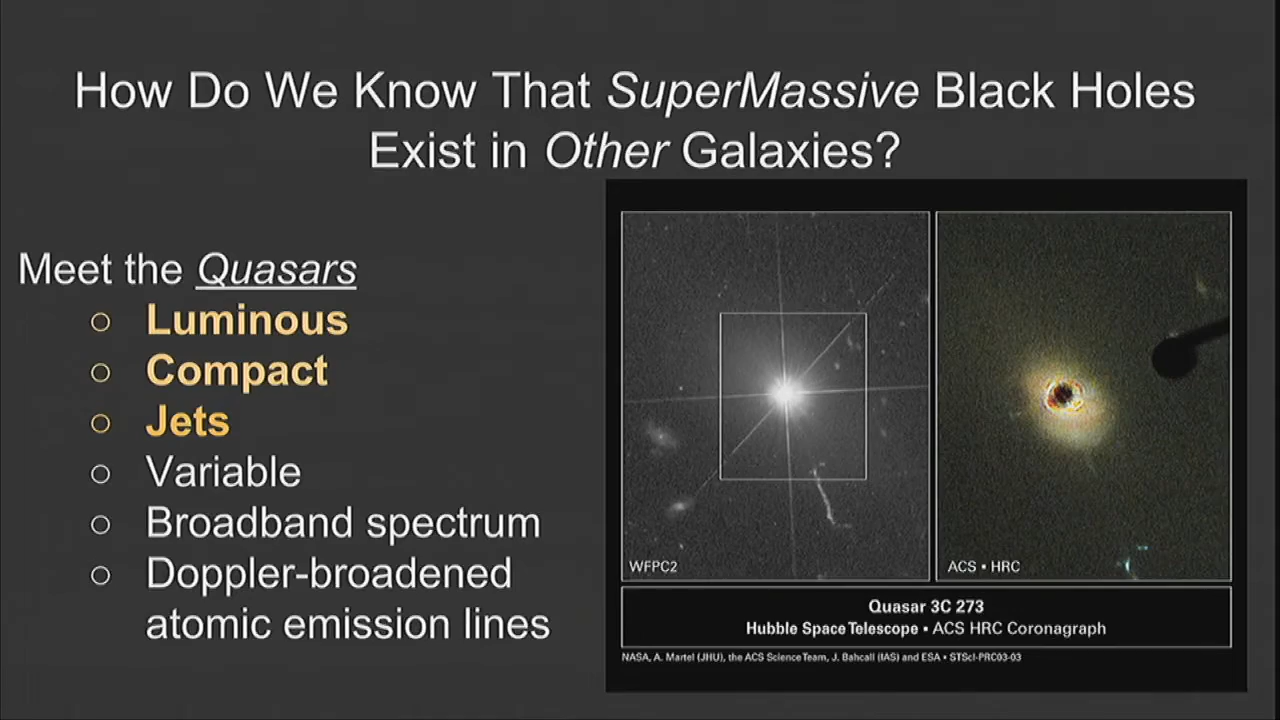 How Do We Know That SuperMassive Black Holes
Exist in Other Galaxies?
Meet the Quasars
○ Luminous
○ Compact
○ Jets
○ Variable
○ Broadband spectrum
○ Doppler-broadened
atomic emission lines
WFPC2
ACS • HRC
Quasar 3C 273
Hubble Space Telescope • ACS HRC Coronagraph
NASA, A. Martel (JHU), the ACS Science Team, J. Bahcall (IAS) and ESA • STScI-PRC03-03